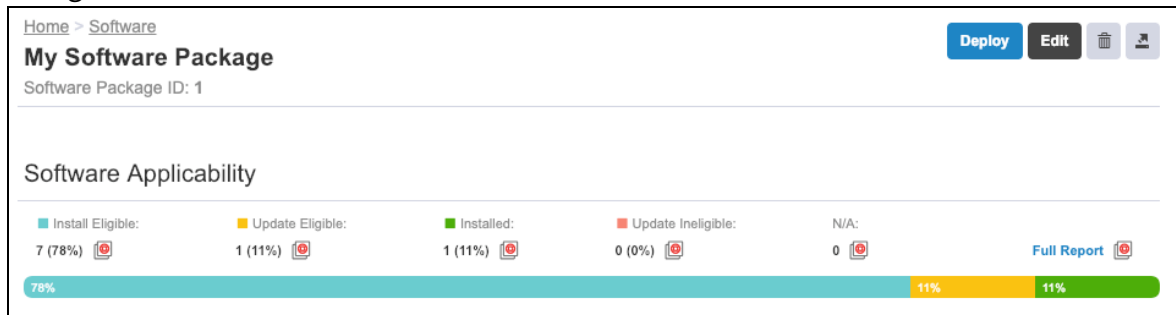 Home > Software
My Software Package
Software Package ID: 1
Deploy Edit
Software Applicability
Install Eligible: Update Eligible: Installed: Update Ineligible: N/A:
7 (78%) 1 (11%) 1 (11%) 0 (0%) 0 Full Report
78% 11% 11%